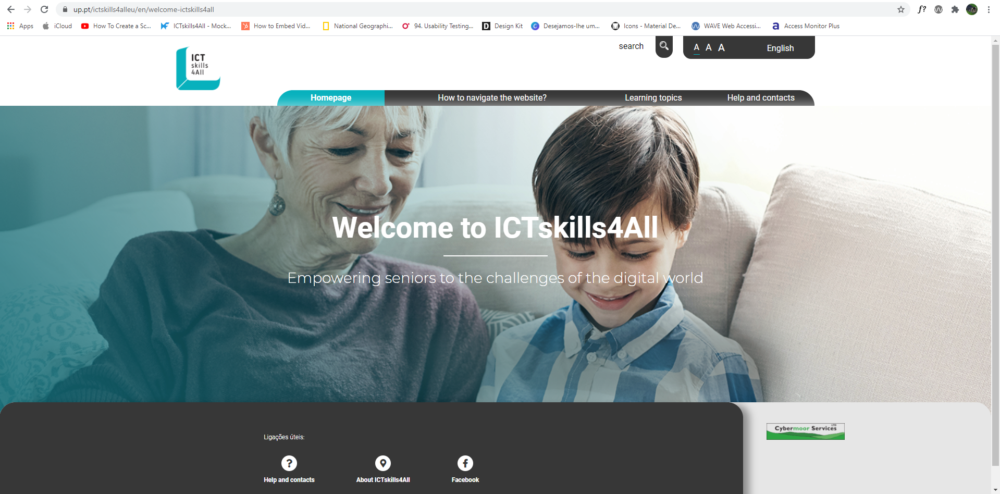 up.pt/ictskills4alleu/en/welcome-ictskills4all
f?
Apps
iCloud
How To Create a Sc...
ICTskills4All - Mock...
How to Embed Vid...
National Geographi...
94. Usability Testing...
D
Design Kit
C
Desejamos-lhe um...
Icons - Material De...
WAVE Web Accessi...
a
Access Monitor Plus
ICT
skills
4All
search
A A A
English
Homepage
How to navigate the website?
Learning topics
Help and contacts
Welcome to ICTskills4All
Empowering seniors to the challenges of the digital world
Ligações úteis:
?
Help and contacts
About ICTskills4All
f
Facebook
Cybermoor Services
LTD